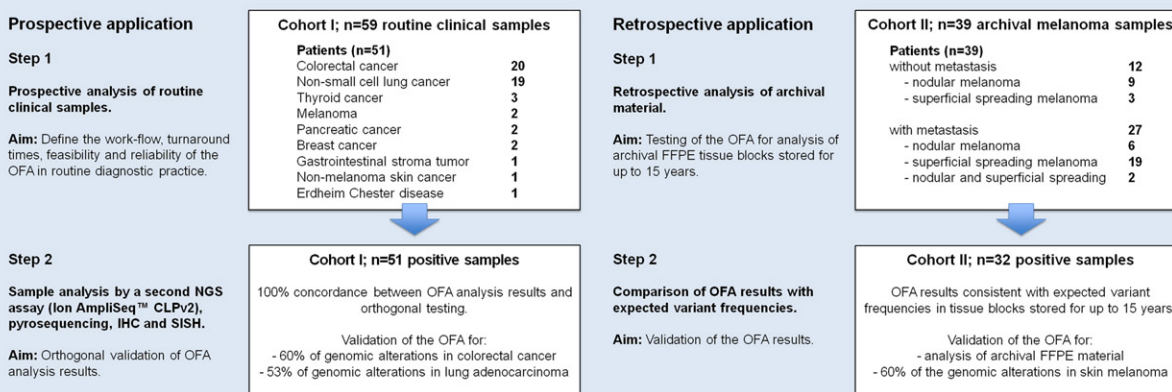 Prospective application
Step 1
Prospective analysis of routine
clinical samples.
Aim: Define the work-flow, turnaround
times, feasibility and reliability of the
OFA in routine diagnostic practice.
Cohort I; n=59 routine clinical samples
Patients (n=51)
Colorectal cancer 20
Non-small cell lung cancer 19
Thyroid cancer 3
Melanoma 2
Pancreatic cancer 2
Breast cancer 2
Gastrointestinal stroma tumor 1
Non-melanoma skin cancer 1
Erdheim Chester disease 1
Step 2
Sample analysis by a second NGS
assay (Ion AmpliSeq™ CLPv2),
pyrosequencing, IHC and SISH.
Aim: Orthogonal validation of OFA
analysis results.
Cohort I; n=51 positive samples
100% concordance between OFA analysis results and
orthogonal testing.
Validation of the OFA for:
- 60% of genomic alterations in colorectal cancer
- 53% of genomic alterations in lung adenocarcinoma
Retrospective application
Step 1
Retrospective analysis of archival
material.
Aim: Testing of the OFA for analysis of
archival FFPE tissue blocks stored for
up to 15 years.
Cohort II; n=39 archival melanoma samples
Patients (n=39)
without metastasis 12
- nodular melanoma 9
- superficial spreading melanoma 3
with metastasis 27
- nodular melanoma 6
- superficial spreading melanoma 19
- nodular and superficial spreading 2
Step 2
Comparison of OFA results with
expected variant frequencies.
Aim: Validation of the OFA results.
Cohort II; n=32 positive samples
OFA results consistent with expected variant
frequencies in tissue blocks stored for up to 15 years
Validation of the OFA for:
- analysis of archival FFPE material
- 60% of the genomic alterations in skin melanoma